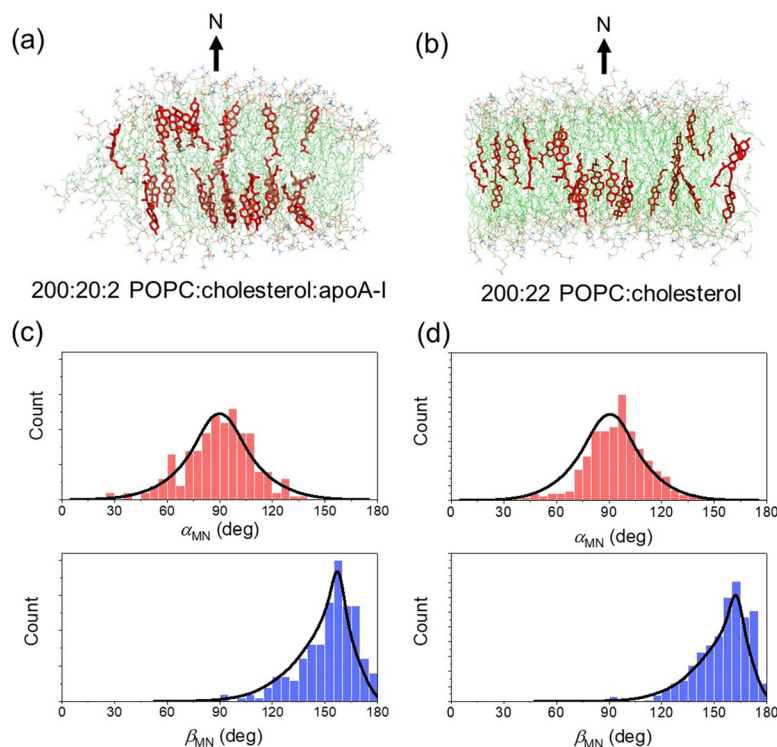 (a)
N
(b)
N
200:20:2 POPC:cholesterol:apoA-I
200:22 POPC:cholesterol
(c)
(d)
Count
0 30 60 90 120 150 180
αMN (deg)
Count
0 30 60 90 120 150 180
αMN (deg)
Count
0 30 60 90 120 150 180
βMN (deg)
Count
0 30 60 90 120 150 180
βMN (deg)